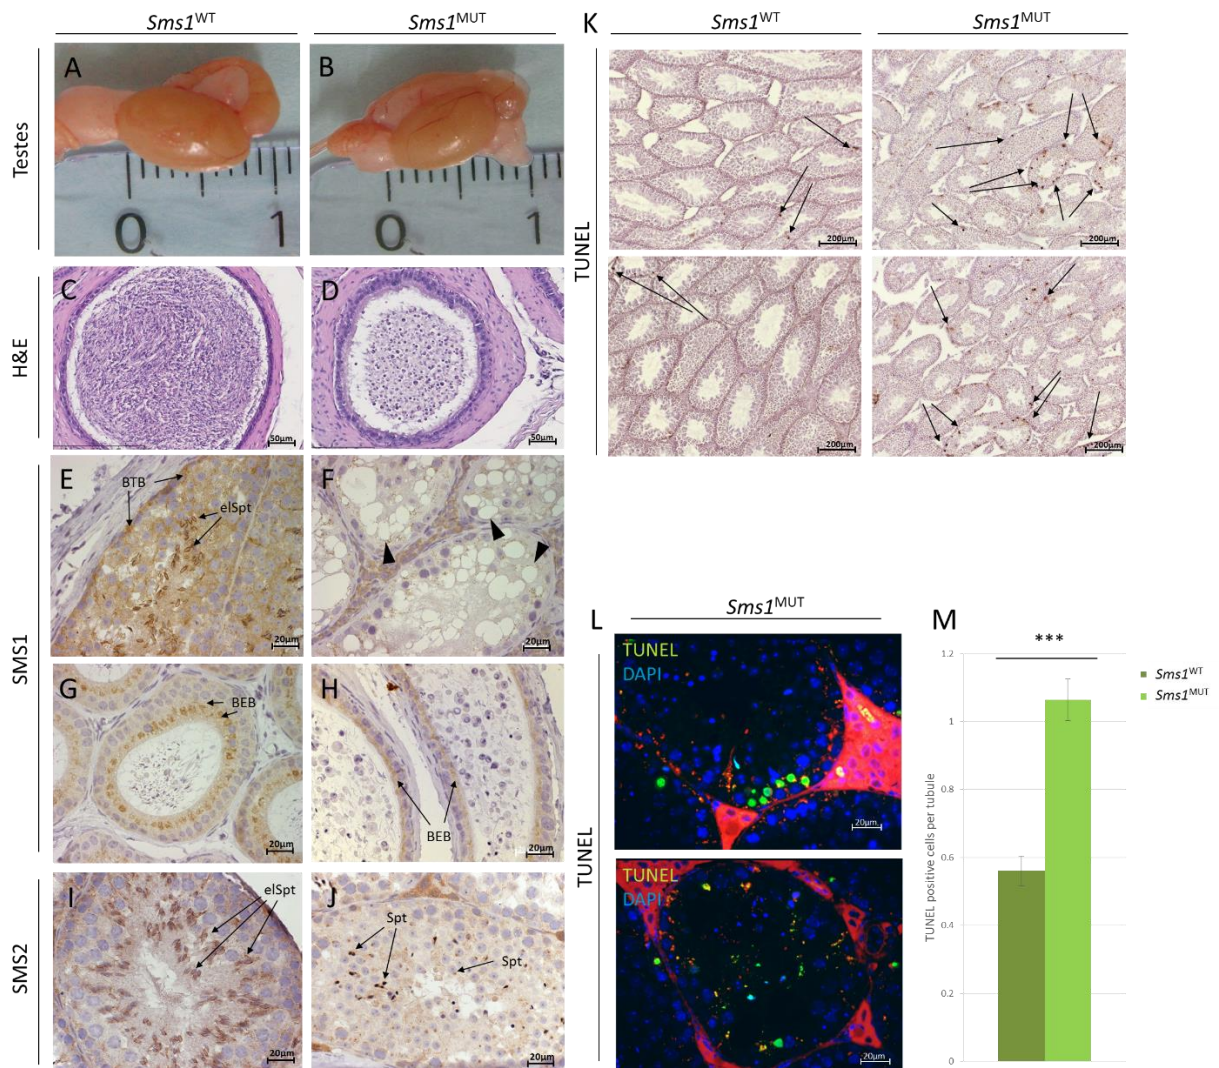 Sms1WT
Sms1MUT
Testes
A
B
0
1
0
1
H&E
C
50µm
D
50µm
SMS1
E
BTB
elSpt
20µm
F
20µm
G
BEB
20µm
H
BEB
20µm
SMS2
I
elSpt
20µm
J
Spt
Spt
20µm
K
Sms1WT
Sms1MUT
TUNEL
200µm
200µm
200µm
200µm
L
Sms1MUT
TUNEL
TUNEL
DAPI
20µm
TUNEL
DAPI
20µm
M
***
TUNEL positive cells per tubule
1.2
1
0.8
0.6
0.4
0.2
0
Sms1WT
Sms1MUT